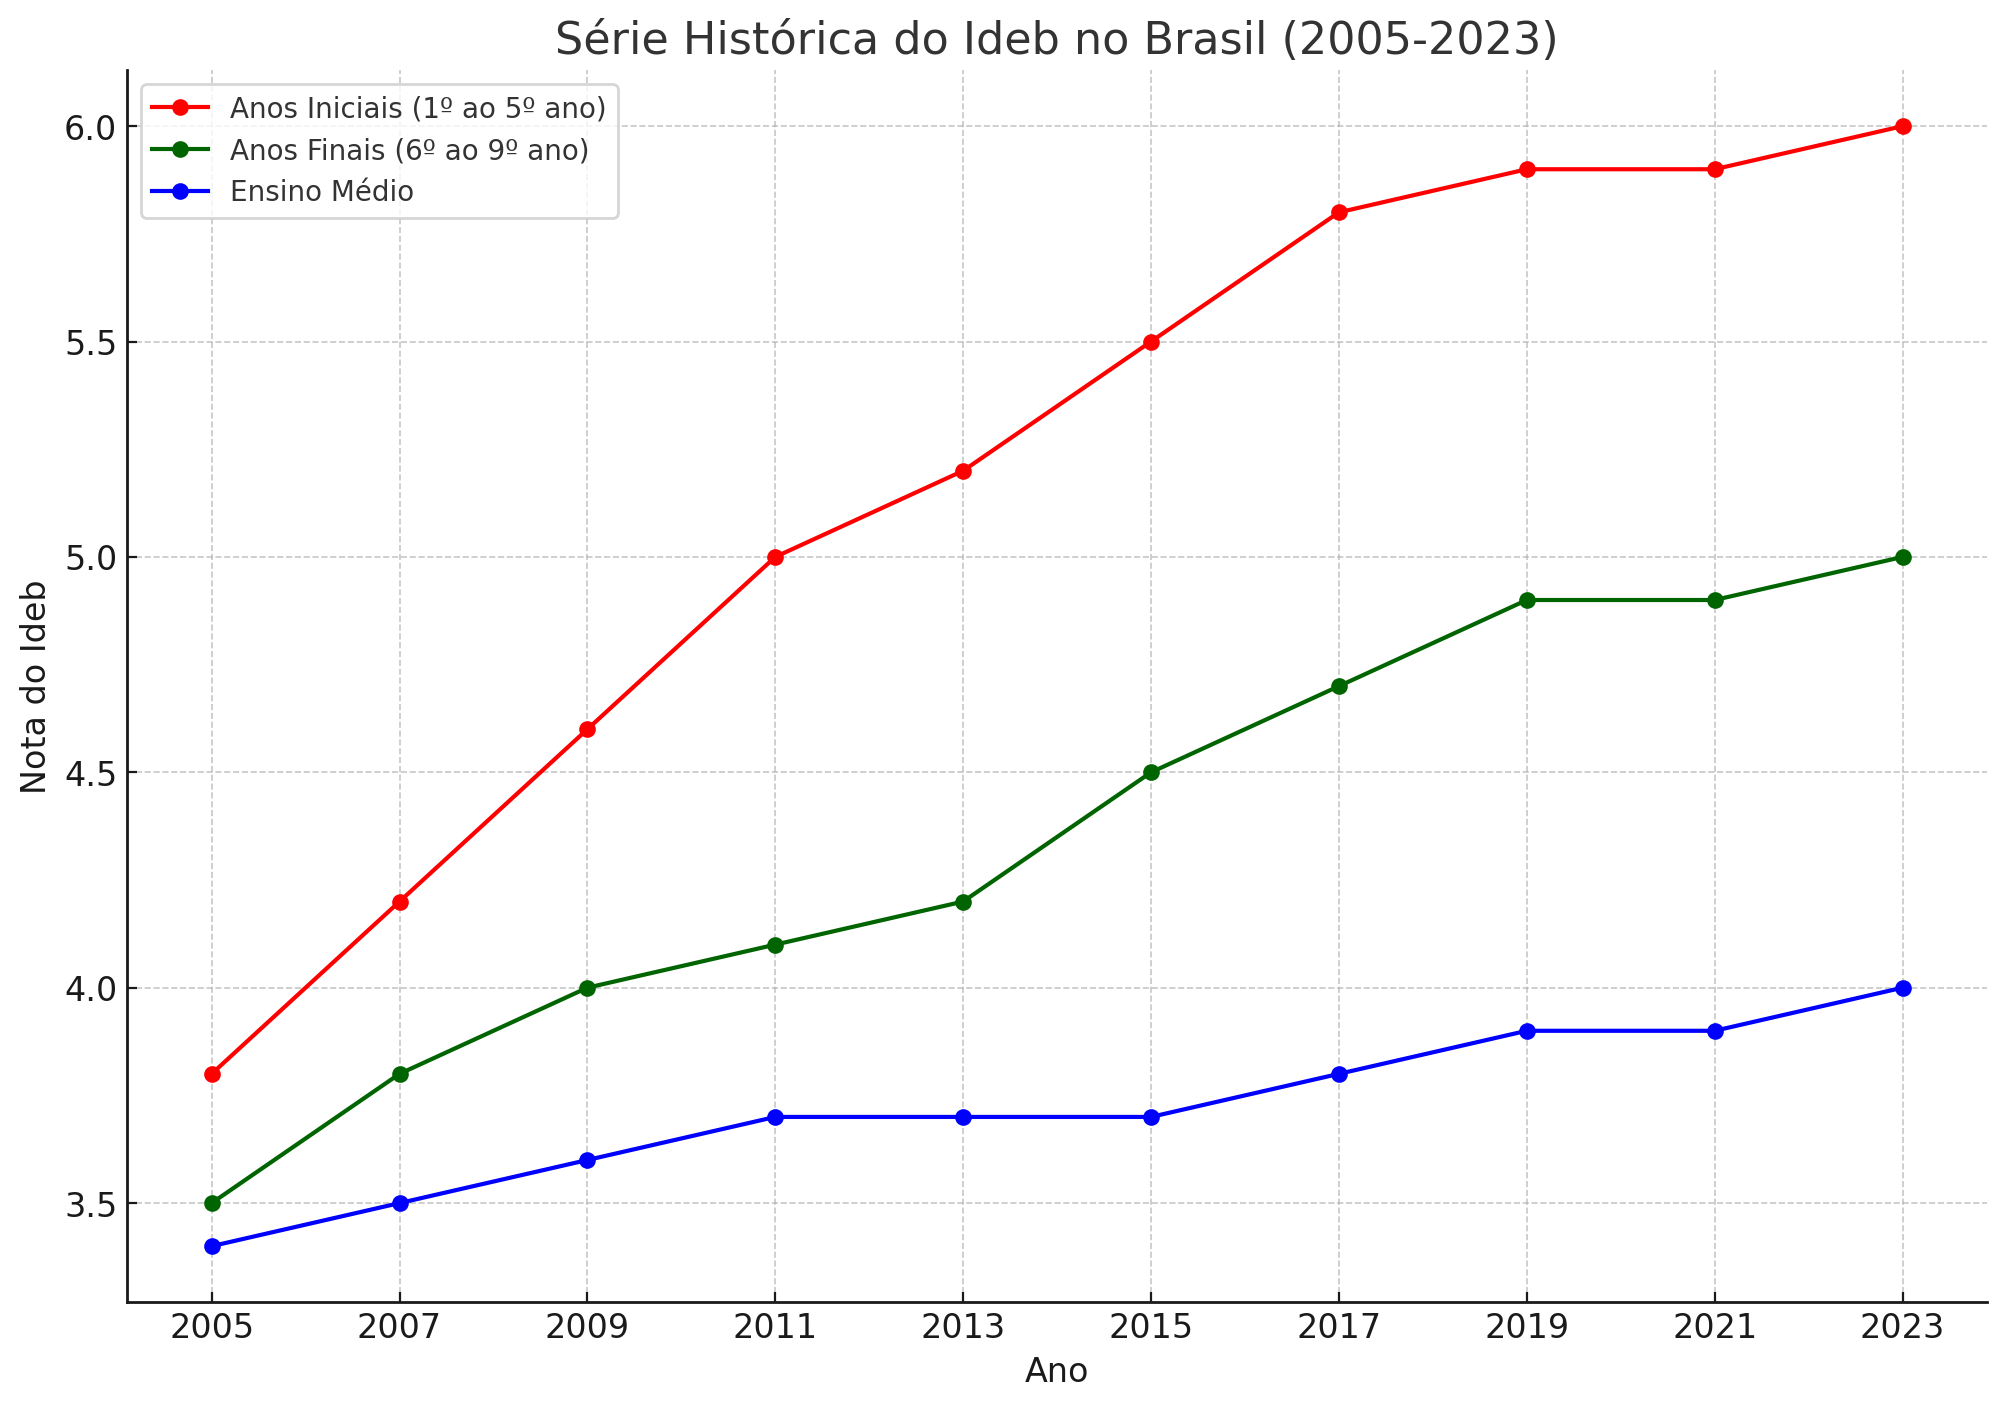 Série Histórica do Ideb no Brasil (2005-2023)
Anos Iniciais (1º ao 5º ano)
Anos Finais (6º ao 9º ano)
Ensino Médio
6.0
5.5
5.0
4.5
4.0
3.5
Nota do Ideb
2005 2007 2009 2011 2013 2015 2017 2019 2021 2023
Ano